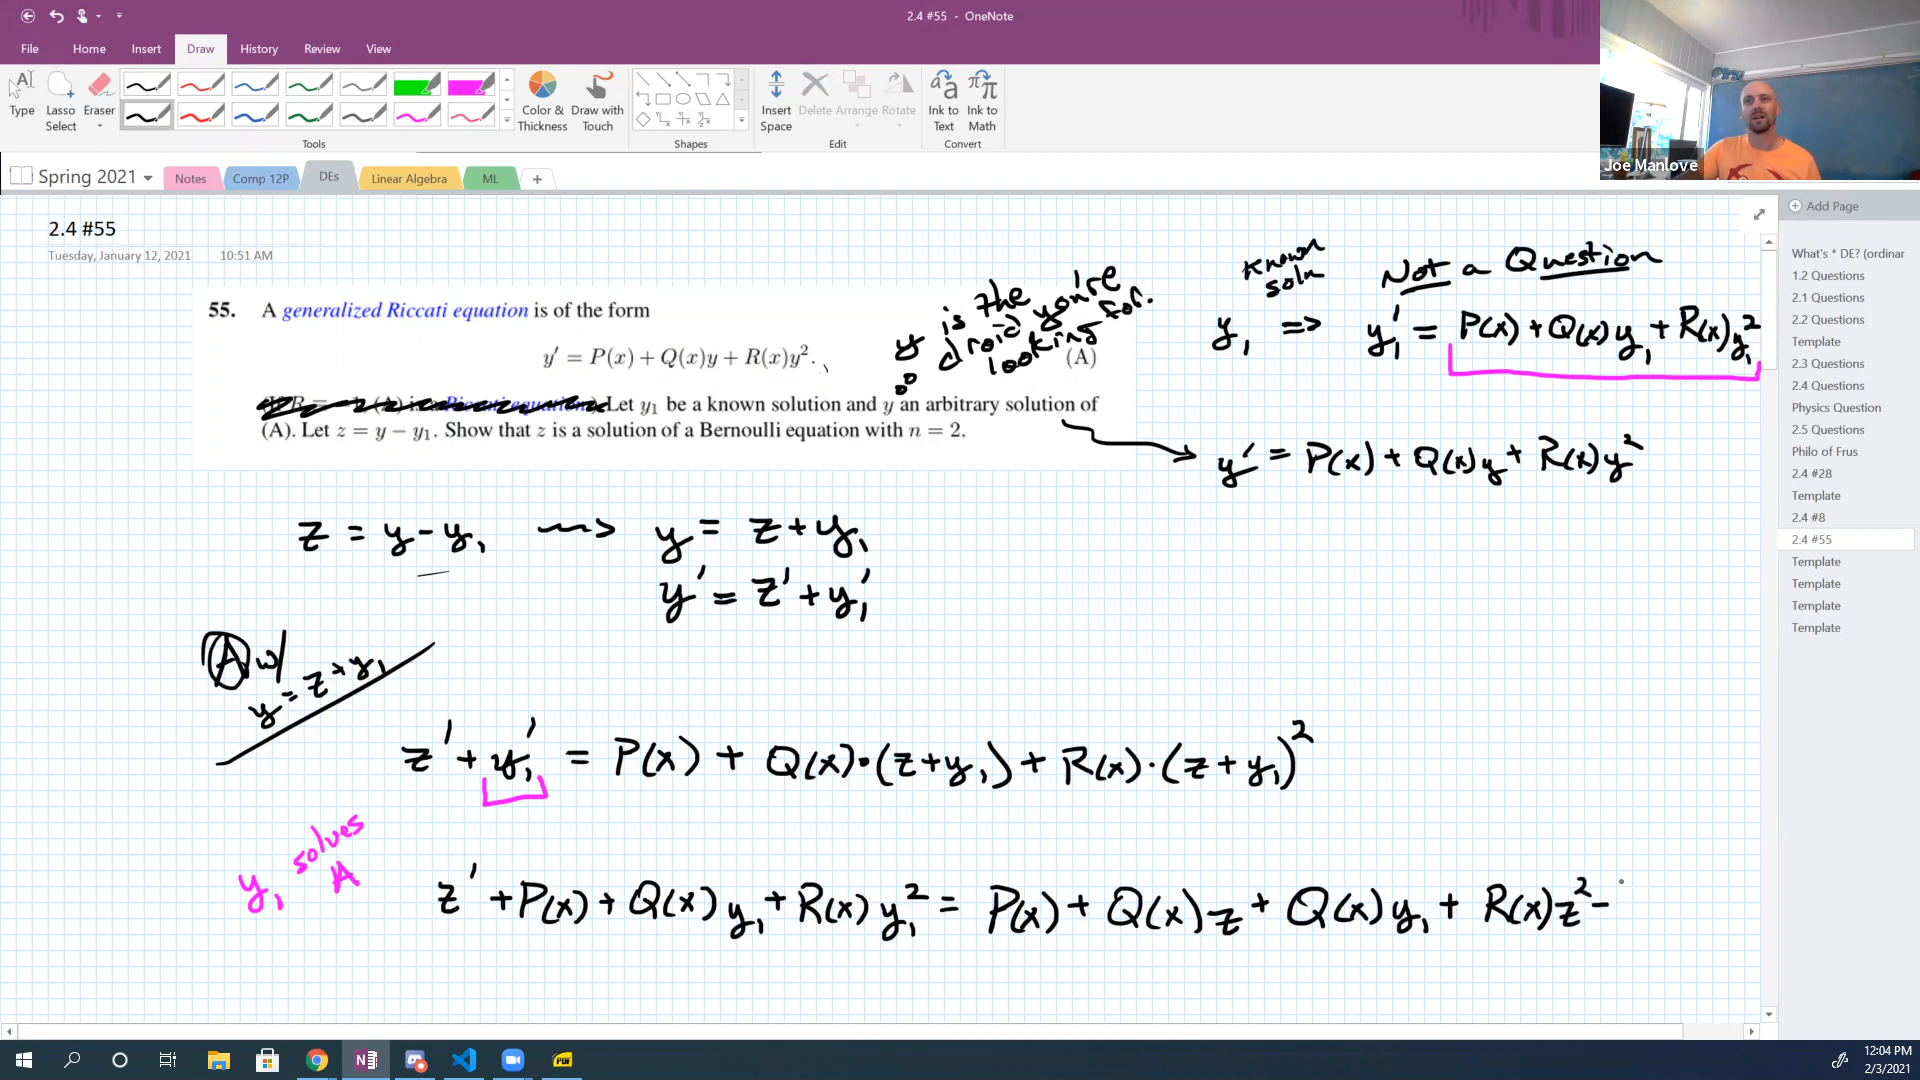 2.4 #55 - OneNote
File Home Insert Draw History Review View
Type
Lasso Select
Eraser
Color & Thickness
Draw with Touch
Insert Space
Delete
Arrange
Rotate
Ink to Text
Ink to Math
Tools
Shapes
Edit
Convert
Joe Manlove
Spring 2021
Notes
Comp 12P
DEs
Linear Algebra
ML
Add Page
What's * DE? (ordinar
1.2 Questions
2.1 Questions
2.2 Questions
Template
2.3 Questions
2.4 Questions
Physics Question
2.5 Questions
Philo of Frus
2.4 #28
Template
2.4 #8
2.4 #55
Template
Template
Template
Template
2.4 #55
Tuesday, January 12, 2021 10:51 AM
55. A generalized Riccati equation is of the form
y′ = P(x) + Q(x)y + R(x)y². (A)
Let y₁ be a known solution and y an arbitrary solution of
(A). Let z = y − y₁. Show that z is a solution of a Bernoulli equation with n = 2.
y is the droid you're looking for.
known soln
Not a Question
y₁ => y₁' = P(x) + Q(x)y₁ + R(x)y₁²
y' = P(x) + Q(x)y + R(x)y²
z = y - y₁ ~> y = z + y₁
y' = z' + y₁'
A w/
y = z + y₁
z' + y₁' = P(x) + Q(x)·(z+y₁) + R(x)·(z+y₁)²
y₁ solves A
z' + P(x) + Q(x)y₁ + R(x)y₁² = P(x) + Q(x)z + Q(x)y₁ + R(x)z² -
12:04 PM
2/3/2021